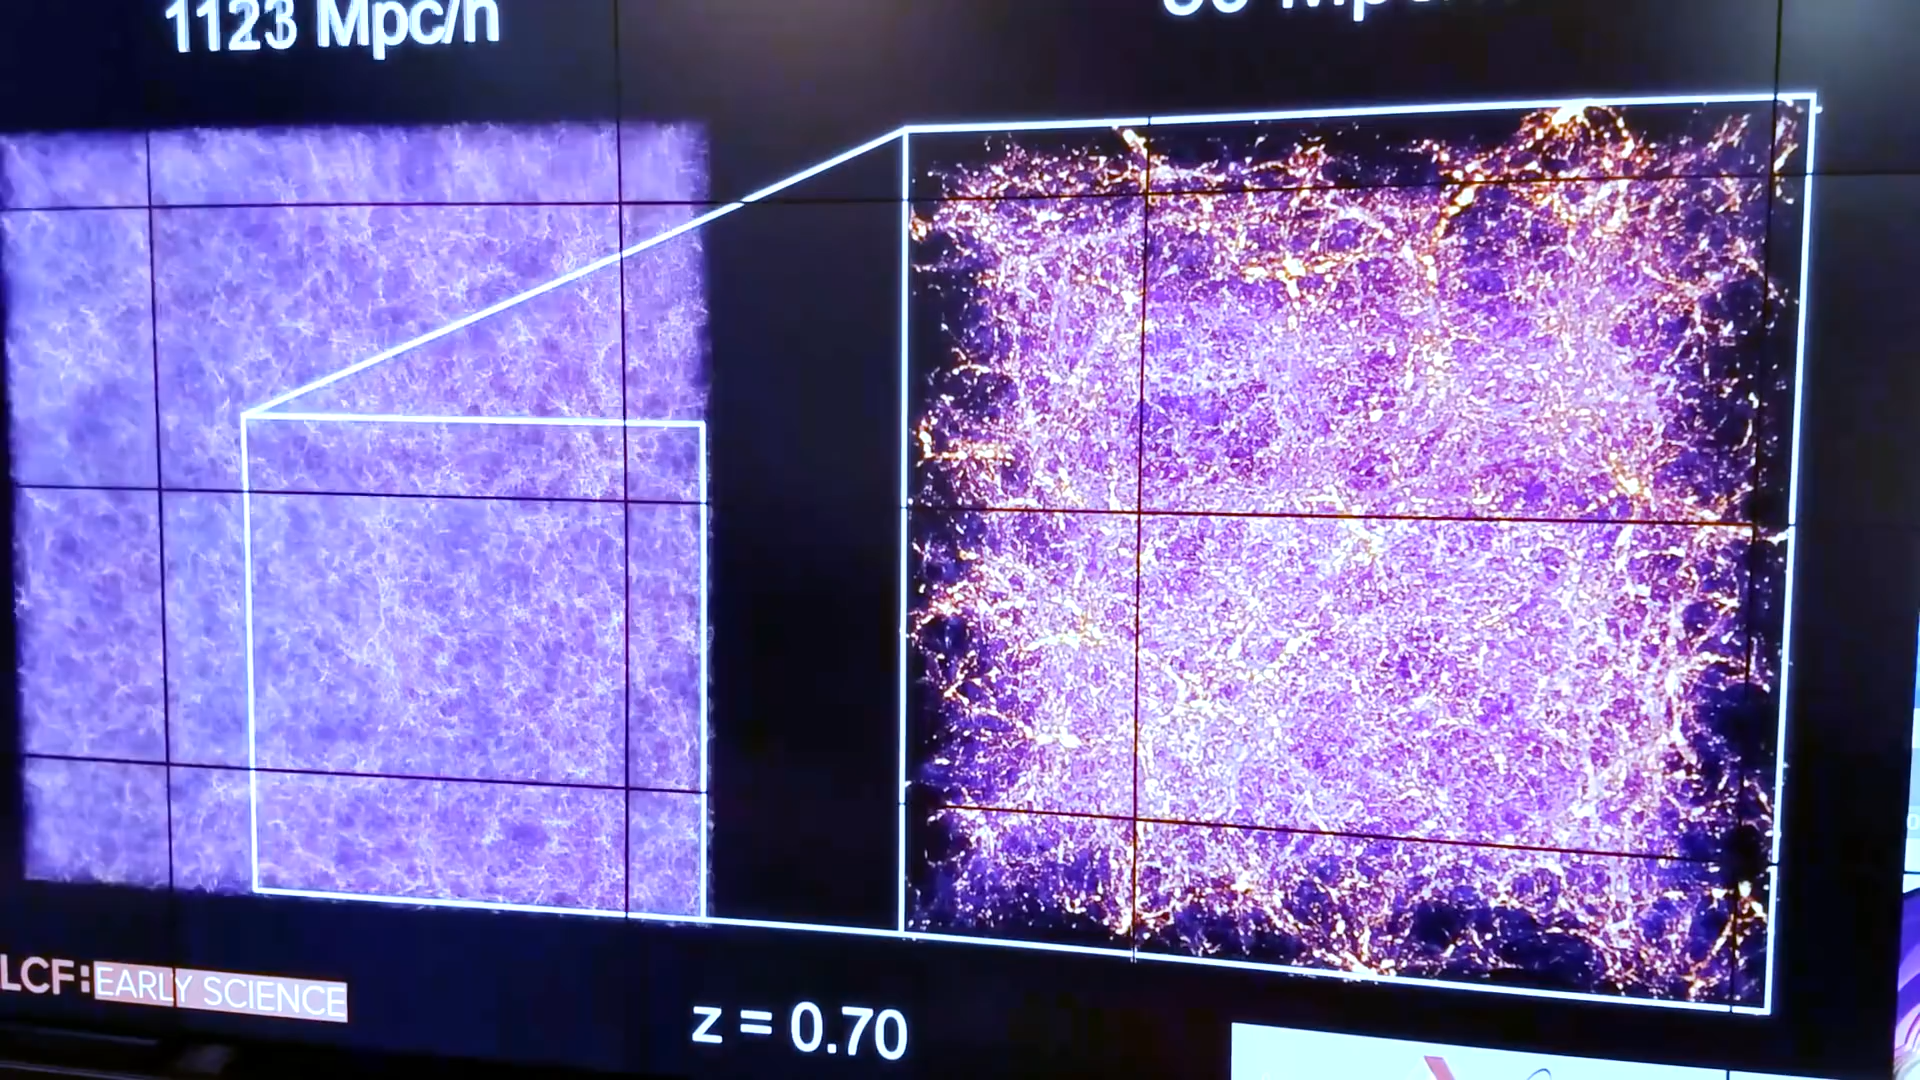 1123 Mpc/h
LCF:EARLY SCIENCE
z = 0.70